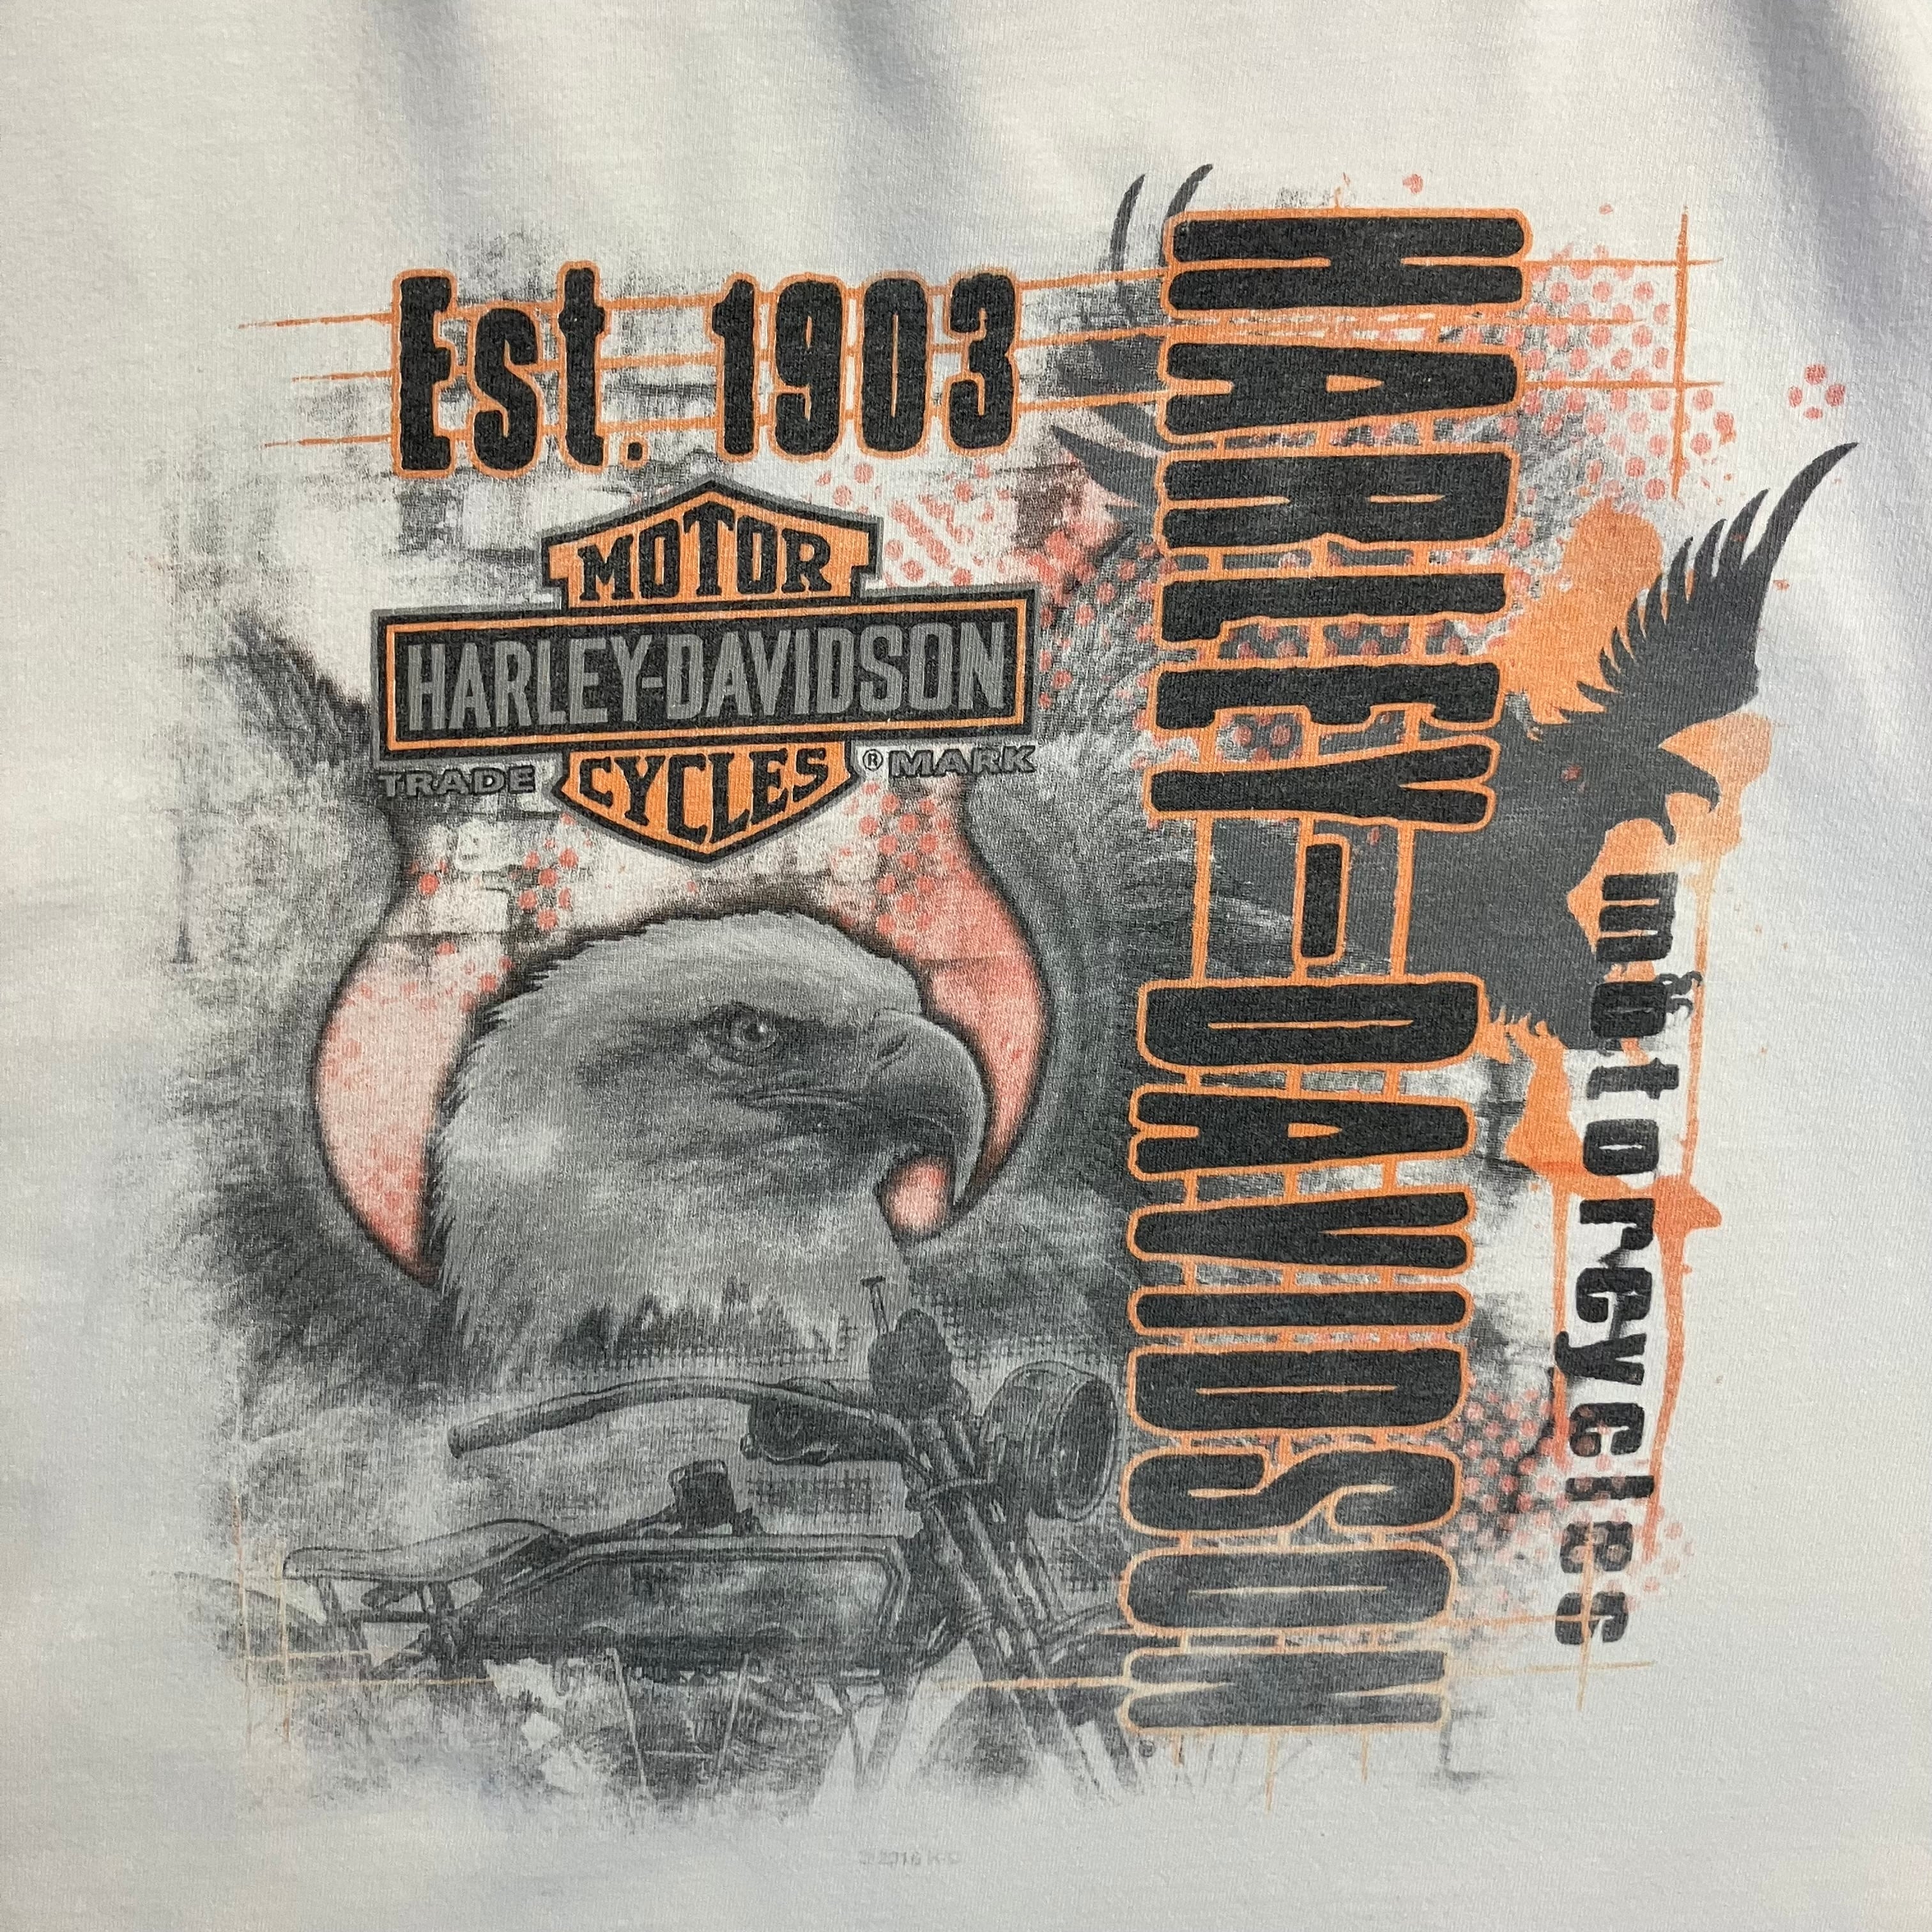 Est. 1903
MOTOR
HARLEY-DAVIDSON
TRADE ® MARK
CYCLES
HARLEY-DAVIDSON
motorcycles